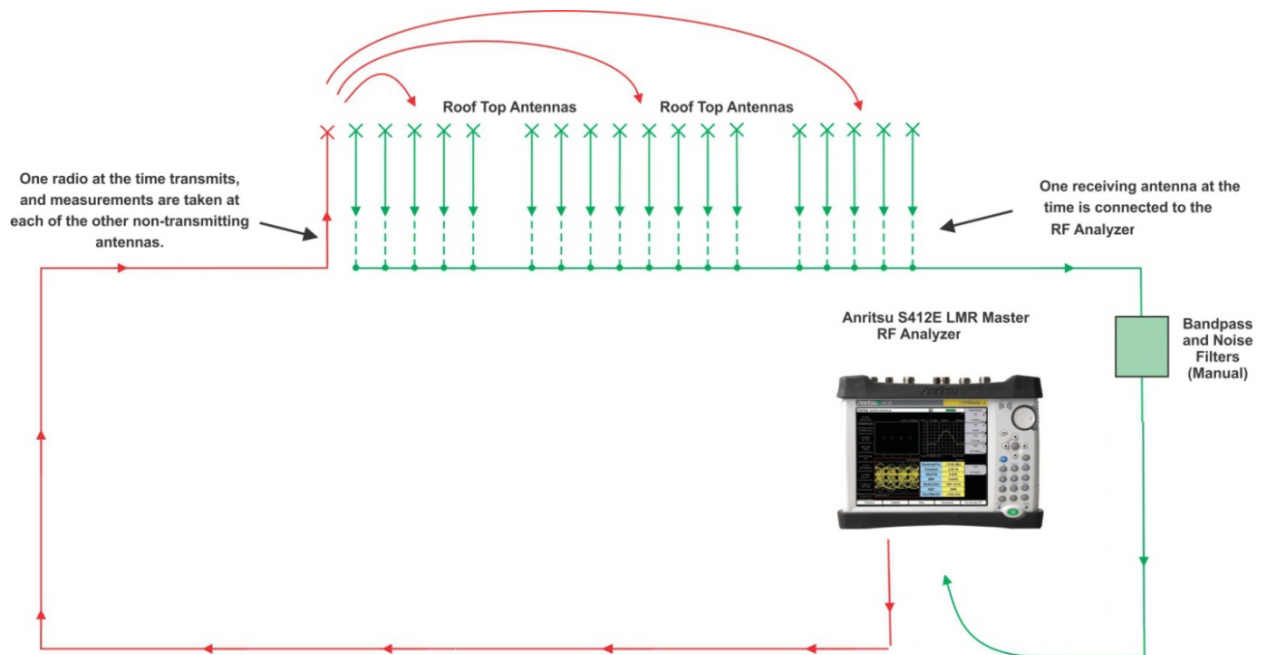 Roof Top Antennas
Roof Top Antennas
One radio at the time transmits,
and measurements are taken at
each of the other non-transmitting
antennas.
One receiving antenna at the
time is connected to the
RF Analyzer
Anritsu S412E LMR Master
RF Analyzer
Bandpass
and Noise
Filters
(Manual)
Anritsu